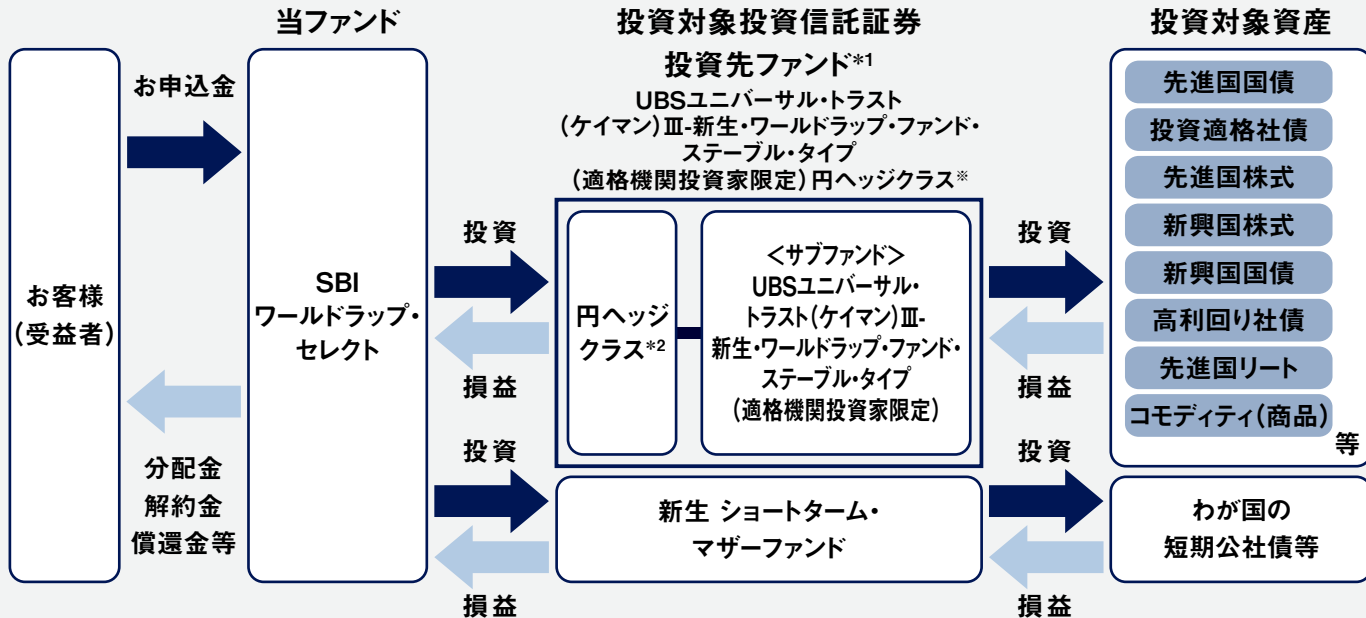 当ファンド
投資対象投資信託証券
投資対象資産
お客様
(受益者)
お申込金
分配金
解約金
償還金等
SBI
ワールドラップ・
セレクト
投資
損益
投資
損益
投資先ファンド*1
UBSユニバーサル・トラスト
(ケイマン)Ⅲ-新生・ワールドラップ・ファンド・
ステーブル・タイプ
(適格機関投資家限定)円ヘッジクラス※
円ヘッジ
クラス*2
<サブファンド>
UBSユニバーサル・
トラスト(ケイマン)Ⅲ-
新生・ワールドラップ・ファンド・
ステーブル・タイプ
(適格機関投資家限定)
新生 ショートターム・
マザーファンド
投資
損益
投資
損益
先進国国債
投資適格社債
先進国株式
新興国株式
新興国国債
高利回り社債
先進国リート
コモディティ(商品)
等
わが国の
短期公社債等